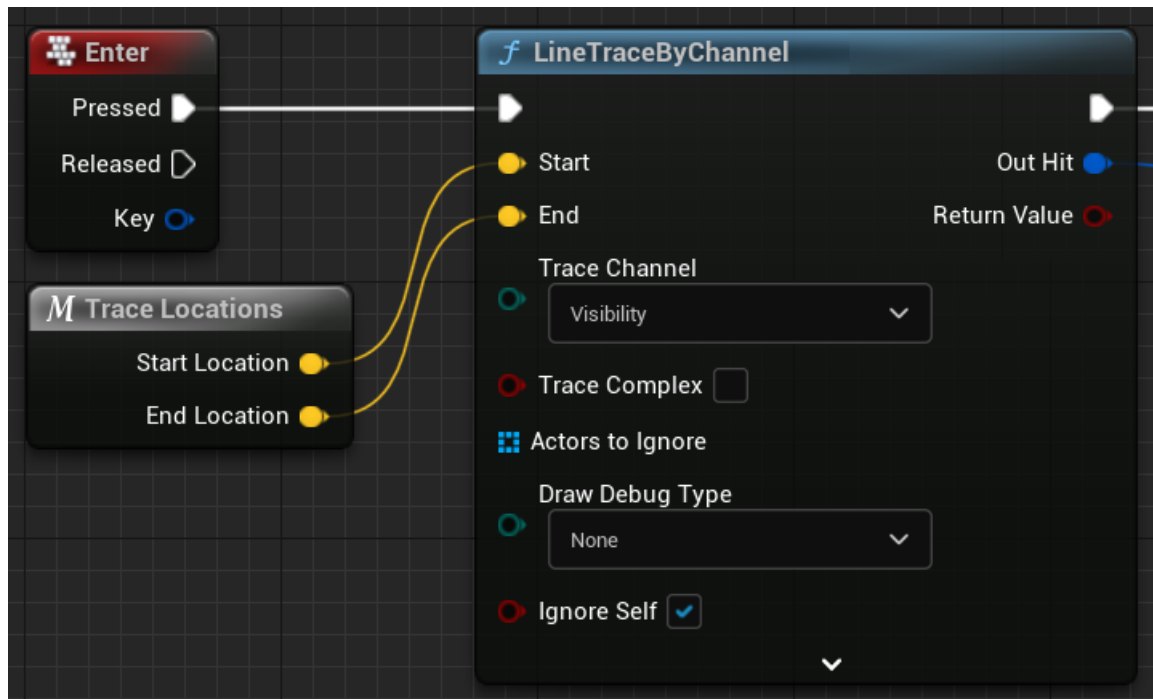 Enter
Pressed
Released
Key
M Trace Locations
Start Location
End Location
f LineTraceByChannel
Start
Out Hit
End
Return Value
Trace Channel
Visibility
Trace Complex
Actors to Ignore
Draw Debug Type
None
Ignore Self